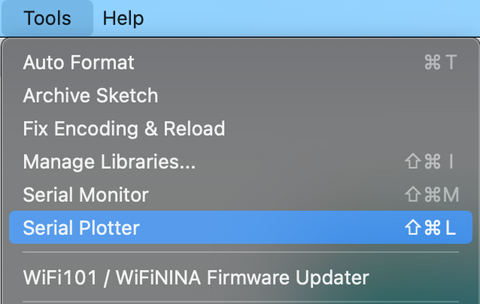 Tools Help
Auto Format ⌘ T
Archive Sketch
Fix Encoding & Reload
Manage Libraries... ⇧⌘ I
Serial Monitor ⇧⌘M
Serial Plotter ⇧⌘ L
WiFi101 / WiFiNINA Firmware Updater